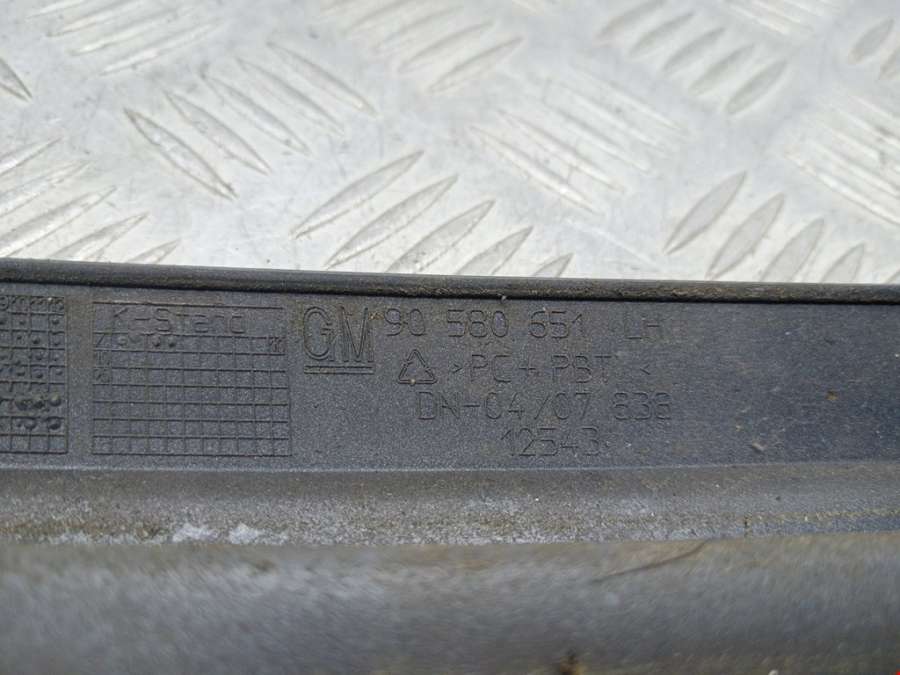 K-Stand
GM 90 580 651 LH
>PC + PBT<
DN-04/07 838
12543